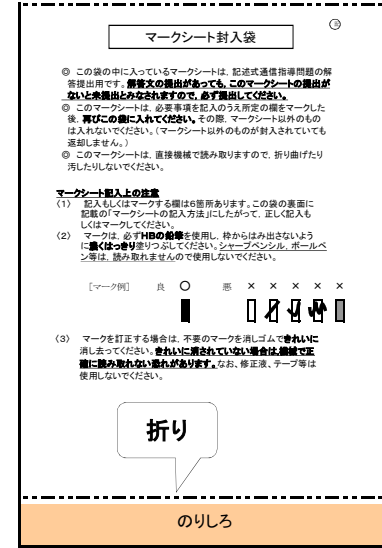 マークシート封入袋
◎ この袋の中に入っているマークシートは、記述式通信指導問題の解
答提出用です。解答文の提出があっても、このマークシートの提出が
ないと未提出とみなされますので、必ず提出してください。
◎ このマークシートは、必要事項を記入のうえ所定の欄をマークした
後、再びこの袋に入れてください。その際、マークシート以外のもの
は入れないでください。（マークシート以外のものが封入されていても
返却しません。）
◎ このマークシートは、直接機械で読み取りますので、折り曲げたり
汚したりしないでください。
マークシート記入上の注意
(1) 記入もしくはマークする欄は6箇所あります。この袋の裏面に
記載の「マークシートの記入方法」にしたがって、正しく記入も
しくはマークしてください。
(2) マークは、必ずHBの鉛筆を使用し、枠からはみ出さないよう
に濃くはっきり塗りつぶしてください。シャープペンシル、ボールペ
ン等は、読み取れませんので使用しないでください。
[マーク例] 良 ○ 悪 × × × × ×
(3) マークを訂正する場合は、不要のマークを消しゴムできれいに
消し去ってください。きれいに消されていない場合は、機械で正
確に読み取れない恐れがあります。なお、修正液、テープ等は
使用しないでください。
折り
のりしろ